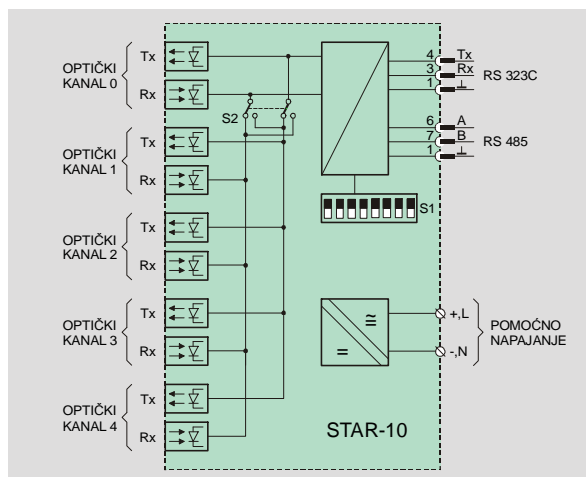 OPTIČKI
KANAL 0
Tx
Rx
S2
OPTIČKI
KANAL 1
Tx
Rx
OPTIČKI
KANAL 2
Tx
Rx
OPTIČKI
KANAL 3
Tx
Rx
OPTIČKI
KANAL 4
Tx
Rx
4 Tx
3 Rx
1
RS 323C
6 A
7 B
1
RS 485
S1
≅
=
+,L
-,N
POMOĆNO
NAPAJANJE
STAR-10